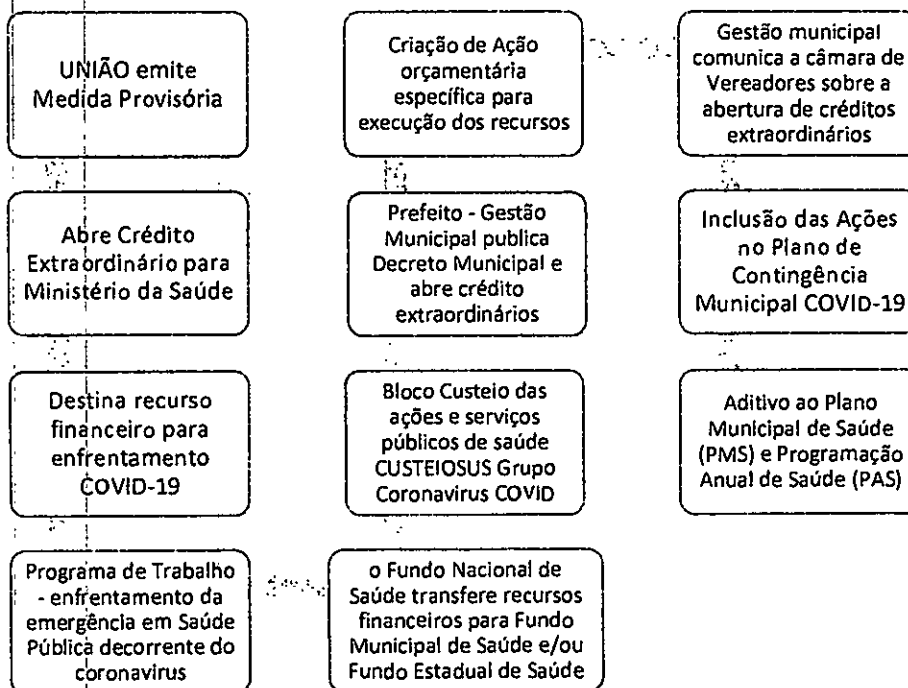 UNIÃO emite
Medida Provisória
Abre Crédito
Extraordinário para
Ministério da Saúde
Destina recurso
financeiro para
enfrentamento
COVID-19
Programa de Trabalho
- enfrentamento da
emergência em Saúde
Pública decorrente do
coronavirus
o Fundo Nacional de
Saúde transfere recursos
financeiros para Fundo
Municipal de Saúde e/ou
Fundo Estadual de Saúde
Bloco Custeio das
ações e serviços
públicos de saúde
CUSTEIOSUS Grupo
Coronavirus COVID
Prefeito - Gestão
Municipal publica
Decreto Municipal e
abre crédito
extraordinários
Criação de Ação
orçamentária
específica para
execução dos recursos
Gestão municipal
comunica a câmara de
Vereadores sobre a
abertura de créditos
extraordinários
Inclusão das Ações
no Plano de
Contingência
Municipal COVID-19
Aditivo ao Plano
Municipal de Saúde
(PMS) e Programação
Anual de Saúde (PAS)